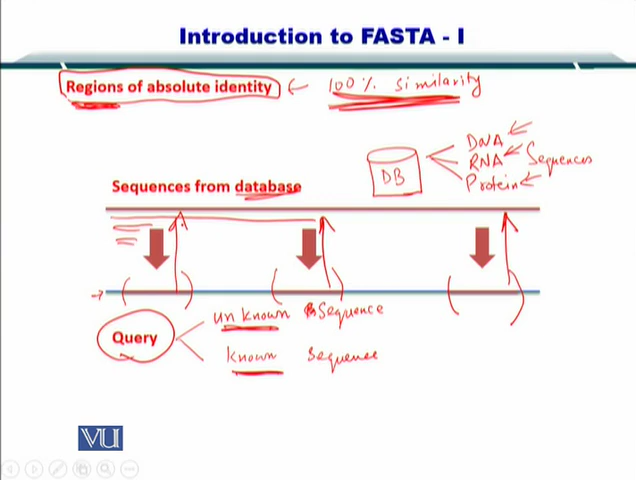 Introduction to FASTA - I
Regions of absolute identity ← 100% similarity
DNA
RNA Sequences
DB
Protein
Sequences from database
unknown Sequence
Query
known Sequence
VU